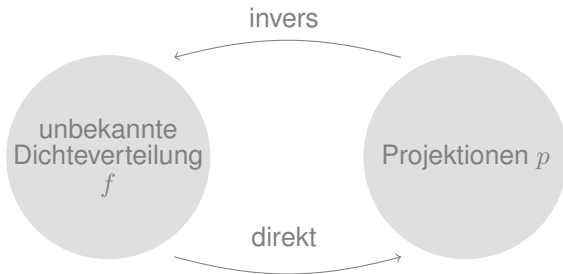 invers
unbekannte
Dichteverteilung
f
Projektionen p
direkt